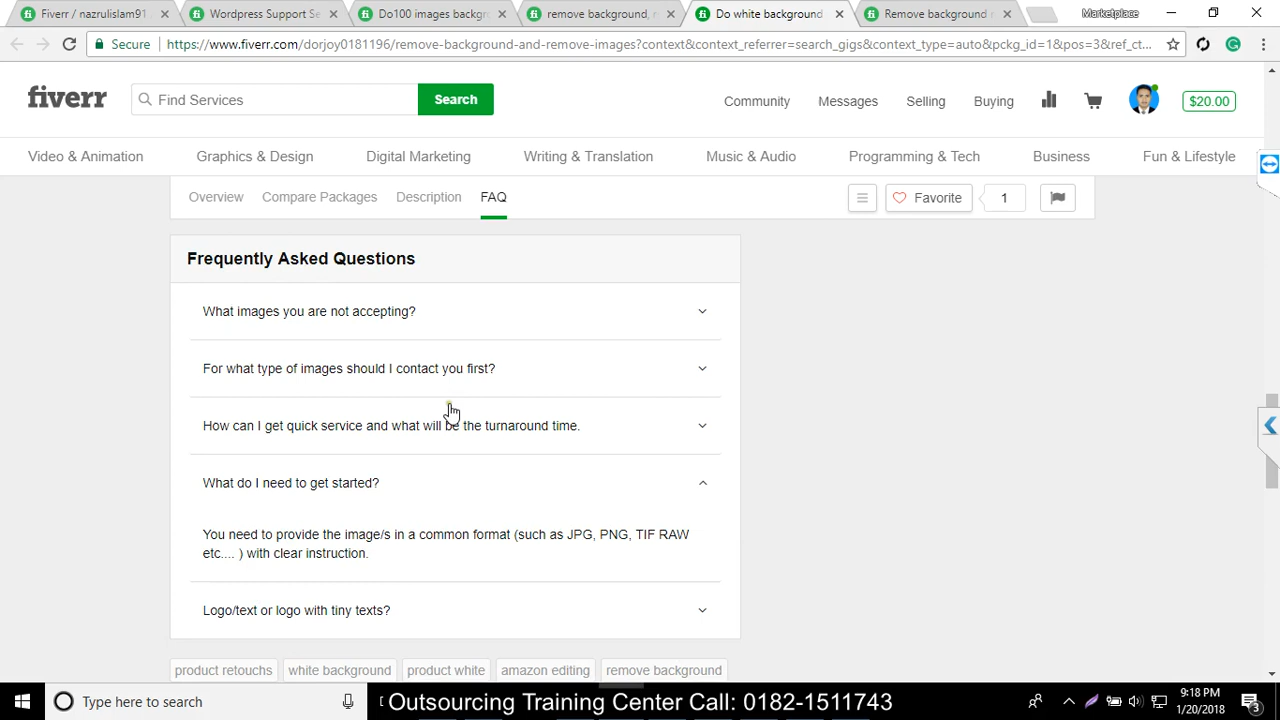 Fiverr / nazrulislam91
Wordpress Support Se
Do100 images backgr
remove background, r
Do white background
Remove background
Marketplace
Secure
https://www.fiverr.com/dorjoy0181196/remove-background-and-remove-images?context&context_referrer=search_gigs&context_type=auto&pckg_id=1&pos=3&ref_ct...
fiverr
Find Services
Search
Community
Messages
Selling
Buying
$20.00
Video & Animation
Graphics & Design
Digital Marketing
Writing & Translation
Music & Audio
Programming & Tech
Business
Fun & Lifestyle
Overview
Compare Packages
Description
FAQ
Favorite
1
Frequently Asked Questions
What images you are not accepting?
For what type of images should I contact you first?
How can I get quick service and what will be the turnaround time.
What do I need to get started?
You need to provide the image/s in a common format (such as JPG, PNG, TIF RAW
etc.... ) with clear instruction.
Logo/text or logo with tiny texts?
product retouchs
white background
product white
amazon editing
remove background
Type here to search
Outsourcing Training Center Call: 0182-1511743
9:18 PM
1/20/2018
3